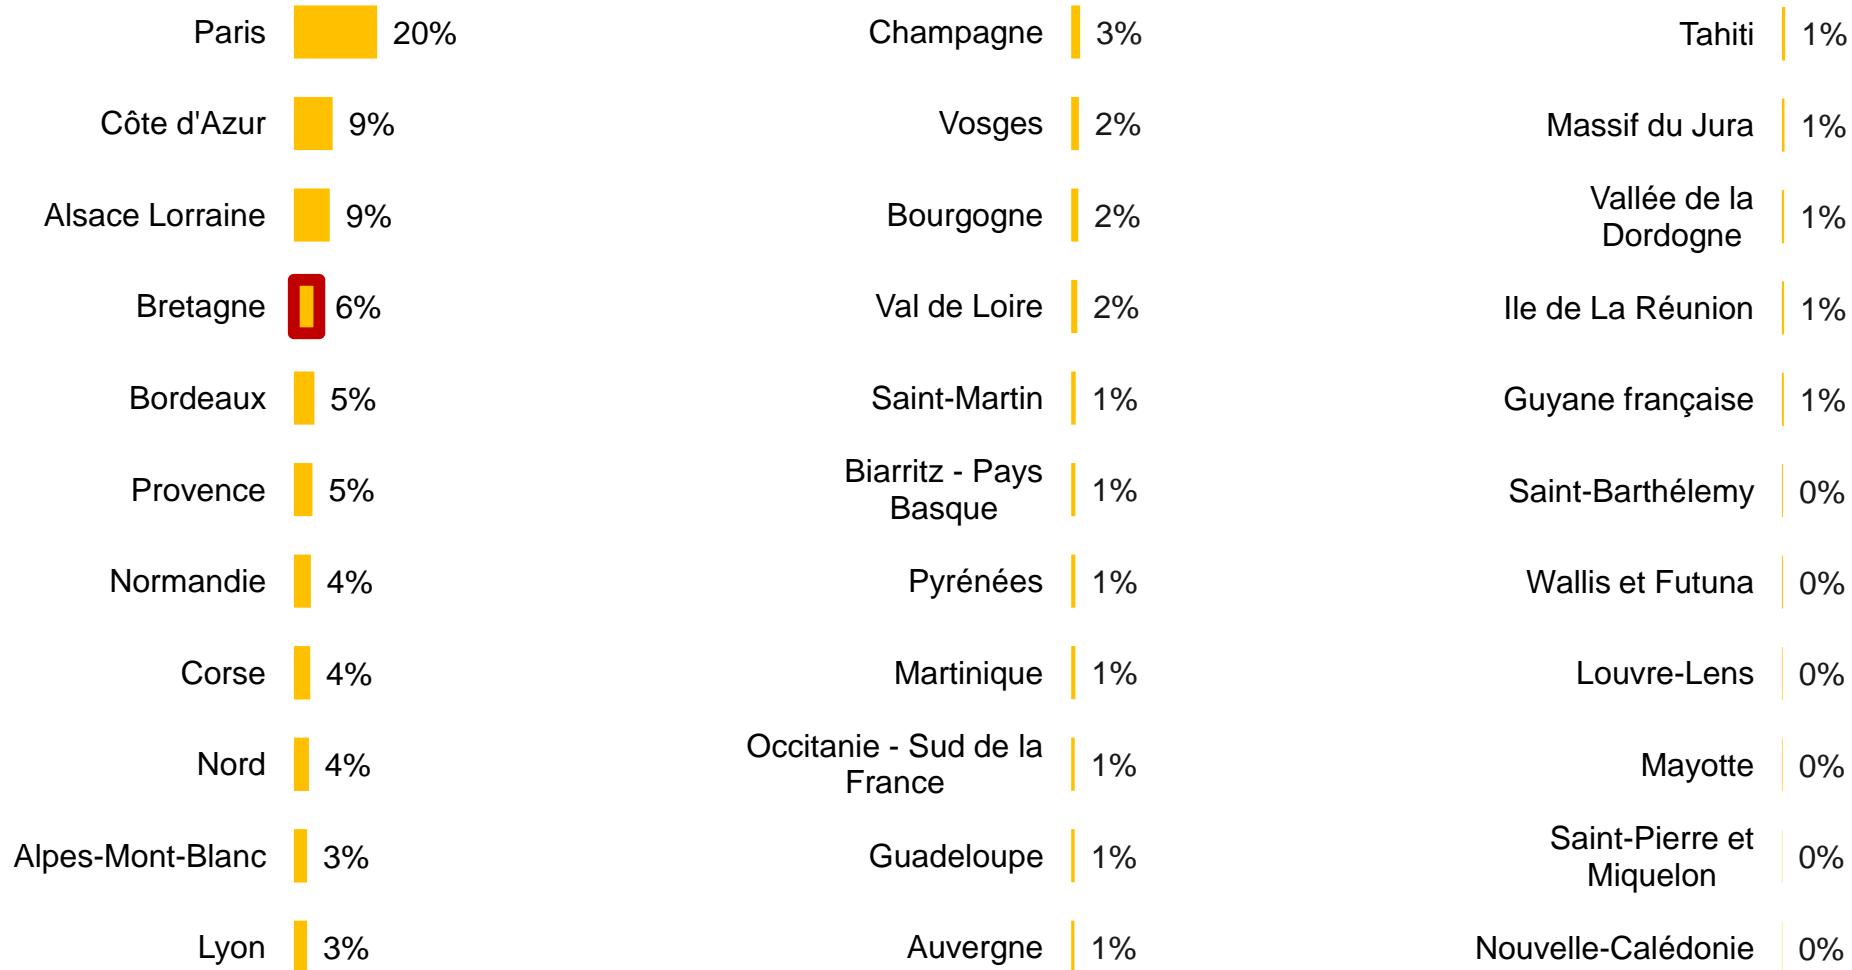 Paris 20%
Côte d'Azur 9%
Alsace Lorraine 9%
Bretagne 6%
Bordeaux 5%
Provence 5%
Normandie 4%
Corse 4%
Nord 4%
Alpes-Mont-Blanc 3%
Lyon 3%
Champagne 3%
Vosges 2%
Bourgogne 2%
Val de Loire 2%
Saint-Martin 1%
Biarritz - Pays
Basque 1%
Pyrénées 1%
Martinique 1%
Occitanie - Sud de la
France 1%
Guadeloupe 1%
Auvergne 1%
Tahiti 1%
Massif du Jura 1%
Vallée de la
Dordogne 1%
Ile de La Réunion 1%
Guyane française 1%
Saint-Barthélemy 0%
Wallis et Futuna 0%
Louvre-Lens 0%
Mayotte 0%
Saint-Pierre et
Miquelon 0%
Nouvelle-Calédonie 0%